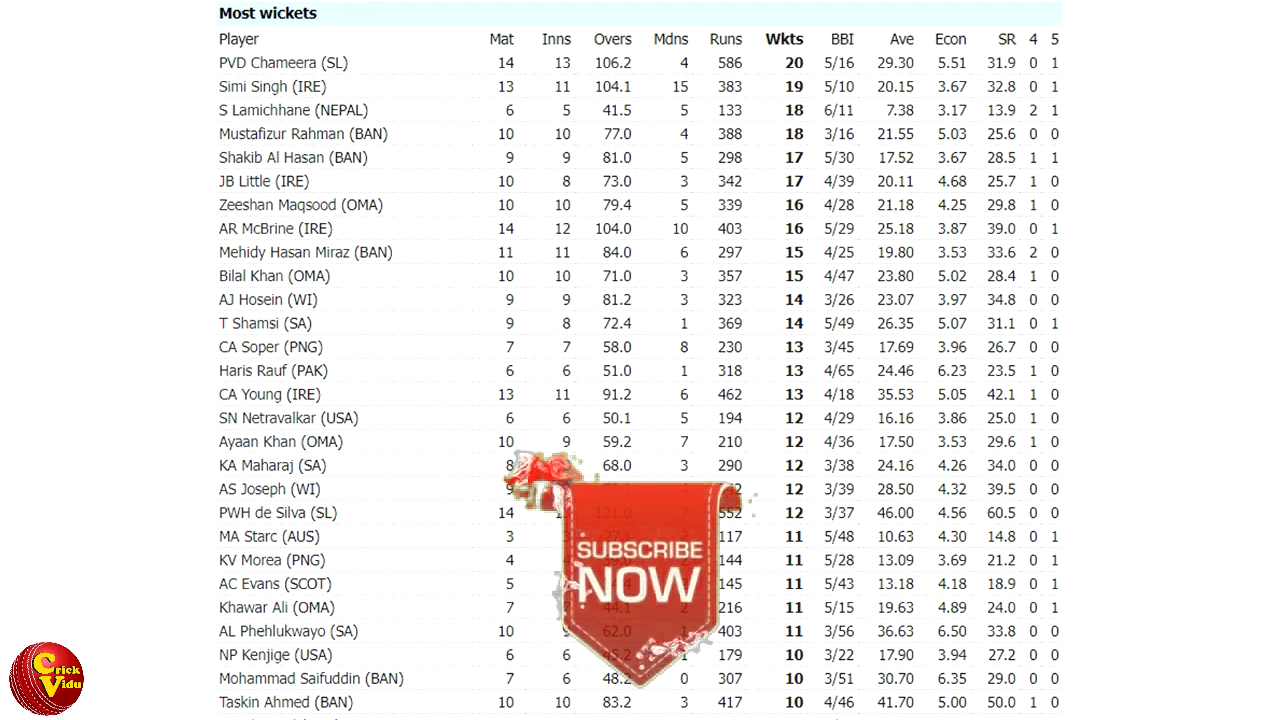 Most wickets
Player Mat Inns Overs Mdns Runs Wkts BBI Ave Econ SR 4 5
PVD Chameera (SL) 14 13 106.2 4 586 20 5/16 29.30 5.51 31.9 0 1
Simi Singh (IRE) 13 11 104.1 15 383 19 5/10 20.15 3.67 32.8 0 1
S Lamichhane (NEPAL) 6 5 41.5 5 133 18 6/11 7.38 3.17 13.9 2 1
Mustafizur Rahman (BAN) 10 10 77.0 4 388 18 3/16 21.55 5.03 25.6 0 0
Shakib Al Hasan (BAN) 9 9 81.0 5 298 17 5/30 17.52 3.67 28.5 1 1
JB Little (IRE) 10 8 73.0 3 342 17 4/39 20.11 4.68 25.7 1 0
Zeeshan Maqsood (OMA) 10 10 79.4 5 339 16 4/28 21.18 4.25 29.8 1 0
AR McBrine (IRE) 14 12 104.0 10 403 16 5/29 25.18 3.87 39.0 0 1
Mehidy Hasan Miraz (BAN) 11 11 84.0 6 297 15 4/25 19.80 3.53 33.6 2 0
Bilal Khan (OMA) 10 10 71.0 3 357 15 4/47 23.80 5.02 28.4 1 0
AJ Hosein (WI) 9 9 81.2 3 323 14 3/26 23.07 3.97 34.8 0 0
T Shamsi (SA) 9 8 72.4 1 369 14 5/49 26.35 5.07 31.1 0 1
CA Soper (PNG) 7 7 58.0 8 230 13 3/45 17.69 3.96 26.7 0 0
Haris Rauf (PAK) 6 6 51.0 1 318 13 4/65 24.46 6.23 23.5 1 0
CA Young (IRE) 13 11 91.2 6 462 13 4/18 35.53 5.05 42.1 1 0
SN Netravalkar (USA) 6 6 50.1 5 194 12 4/29 16.16 3.86 25.0 1 0
Ayaan Khan (OMA) 10 9 59.2 7 210 12 4/36 17.50 3.53 29.6 1 0
KA Maharaj (SA) 8 68.0 3 290 12 3/38 24.16 4.26 34.0 0 0
AS Joseph (WI) 9 12 3/39 28.50 4.32 39.5 0 0
PWH de Silva (SL) 14 121.0 7 552 12 3/37 46.00 4.56 60.5 0 0
MA Starc (AUS) 3 117 11 5/48 10.63 4.30 14.8 0 1
KV Morea (PNG) 4 144 11 5/28 13.09 3.69 21.2 0 1
AC Evans (SCOT) 5 145 11 5/43 13.18 4.18 18.9 0 1
Khawar Ali (OMA) 7 7 44.1 2 216 11 5/15 19.63 4.89 24.0 0 1
AL Phehlukwayo (SA) 10 9 62.0 1 403 11 3/56 36.63 6.50 33.8 0 0
NP Kenjige (USA) 6 6 45.2 1 179 10 3/22 17.90 3.94 27.2 0 0
Mohammad Saifuddin (BAN) 7 6 48.2 0 307 10 3/51 30.70 6.35 29.0 0 0
Taskin Ahmed (BAN) 10 10 83.2 3 417 10 4/46 41.70 5.00 50.0 1 0
SUBSCRIBE
NOW
Crick
Vidu